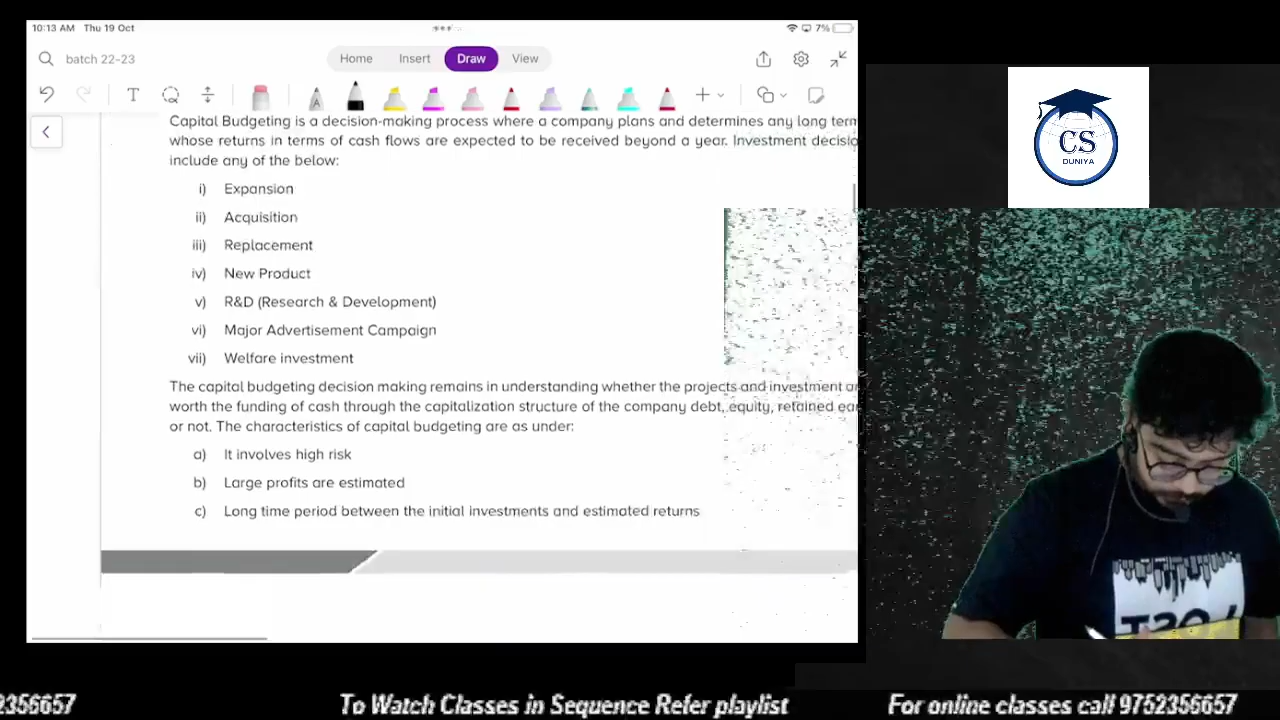 10:13 AM Thu 19 Oct
7%
batch 22-23
Home Insert Draw View
T
A
Capital Budgeting is a decision-making process where a company plans and determines any long term
whose returns in terms of cash flows are expected to be received beyond a year. Investment decisio
include any of the below:
i) Expansion
ii) Acquisition
iii) Replacement
iv) New Product
v) R&D (Research & Development)
vi) Major Advertisement Campaign
vii) Welfare investment
The capital budgeting decision making remains in understanding whether the projects and investment ar
worth the funding of cash through the capitalization structure of the company debt, equity, retained ear
or not. The characteristics of capital budgeting are as under:
a) It involves high risk
b) Large profits are estimated
c) Long time period between the initial investments and estimated returns
CS
DUNIYA
2356657 To Watch Classes in Sequence Refer playlist For online classes call 9752356657